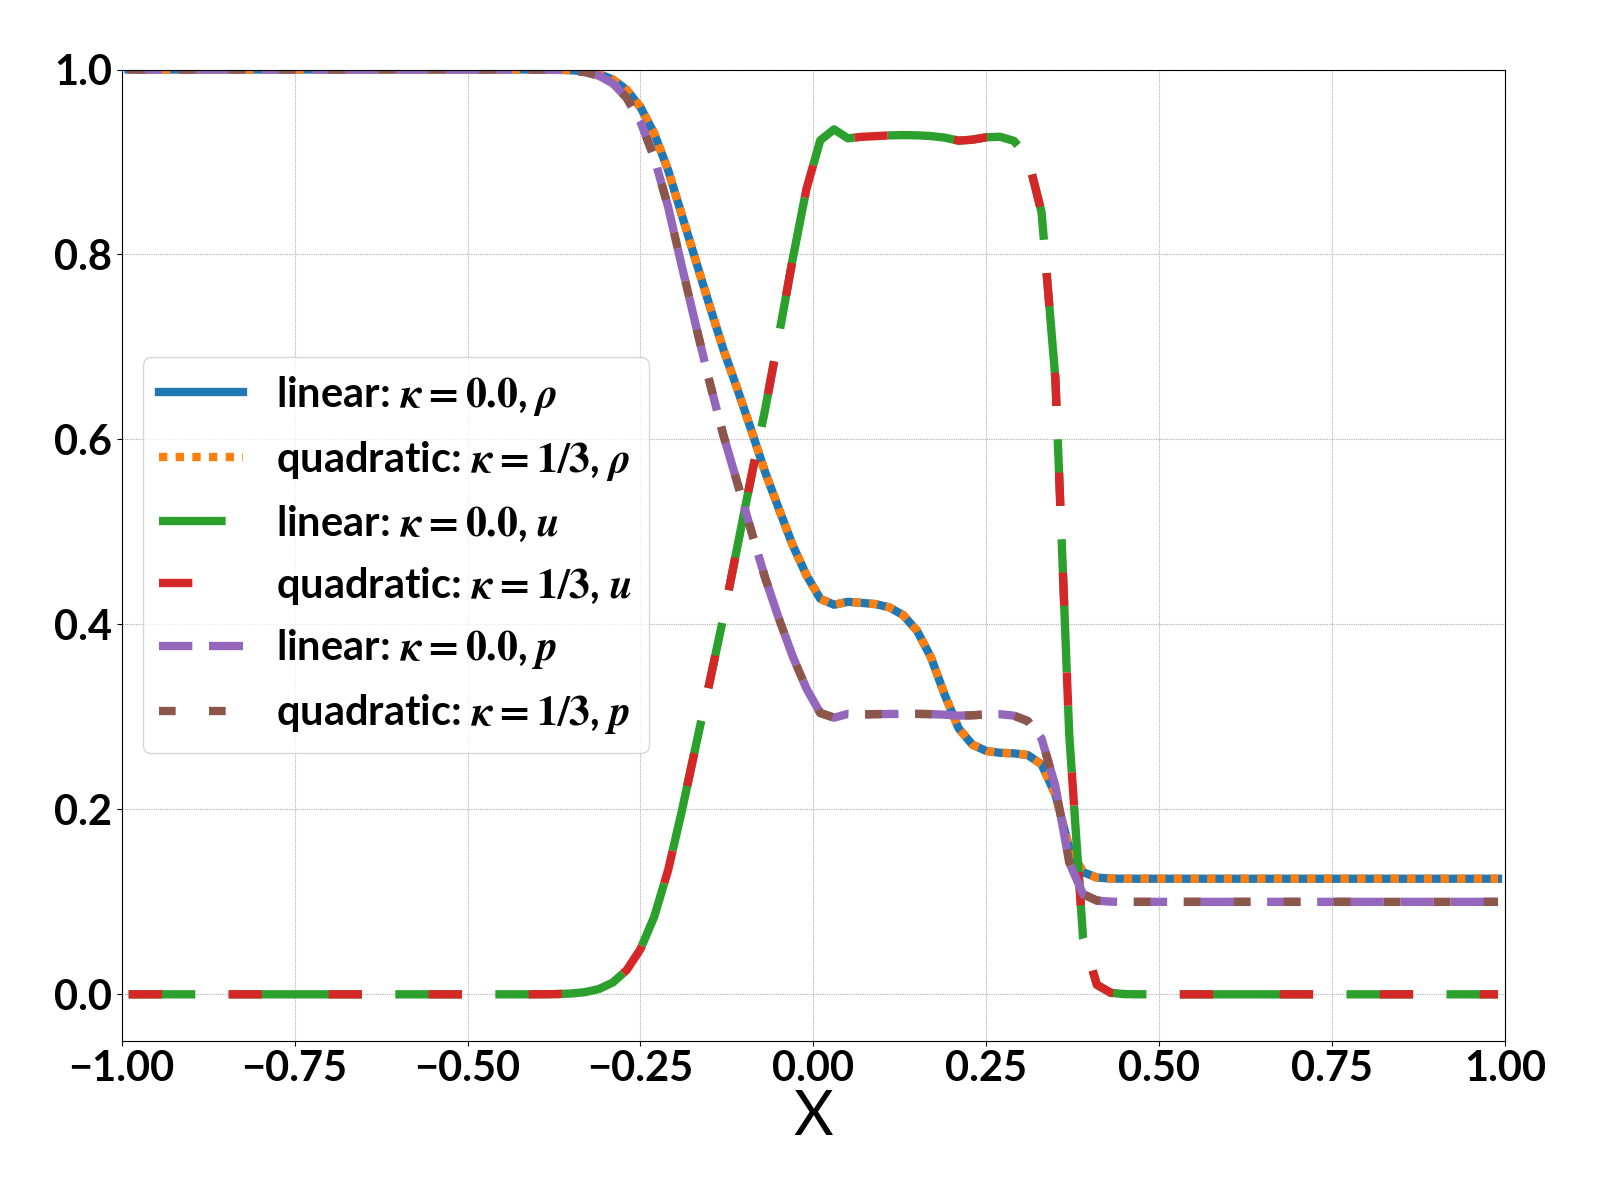 1.0
0.8
0.6
0.4
0.2
0.0
linear: κ = 0.0, ρ
quadratic: κ = 1/3, ρ
linear: κ = 0.0, u
quadratic: κ = 1/3, u
linear: κ = 0.0, p
quadratic: κ = 1/3, p
−1.00 −0.75 −0.50 −0.25 0.00 0.25 0.50 0.75 1.00
X